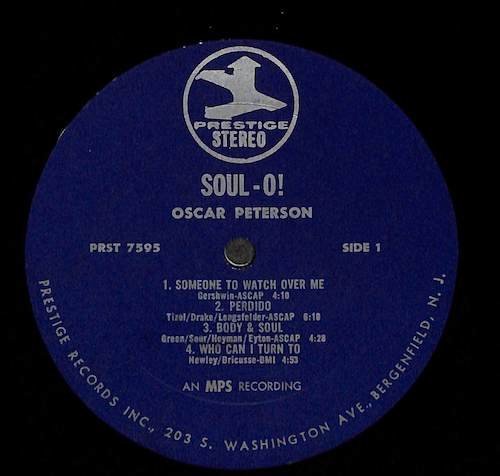 PRESTIGE
STEREO
SOUL-O!
OSCAR PETERSON
PRST 7595
SIDE 1
1. SOMEONE TO WATCH OVER ME
Gershwin-ASCAP 4:10
2. PERDIDO
Tizol/Drake/Lengsfelder-ASCAP 6:10
3. BODY & SOUL
Green/Sour/Heyman/Eyton-ASCAP 4:28
4. WHO CAN I TURN TO
Newley/Bricusse-BMI 4:53
AN MPS RECORDING
PRESTIGE RECORDS INC., 203 S. WASHINGTON AVE., BERGENFIELD, N. J.